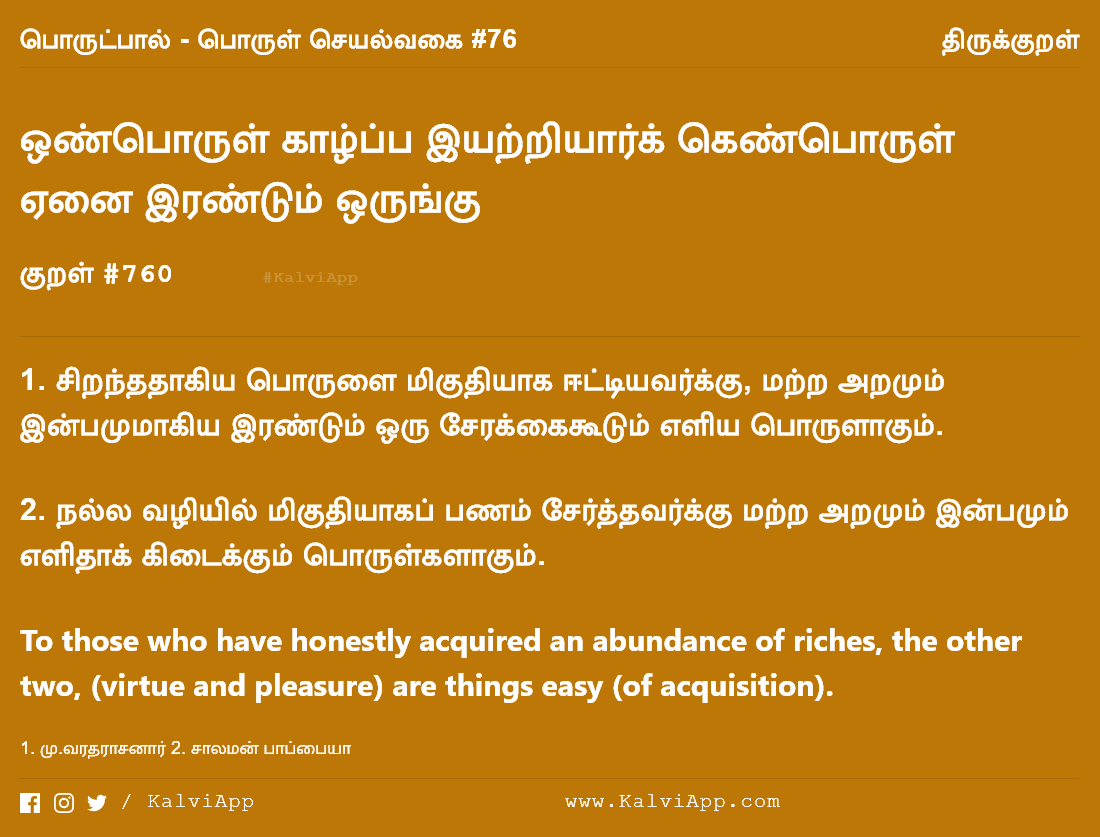 பொருட்பால் - பொருள் செயல்வகை #76
திருக்குறள்
ஒண்பொருள் காழ்ப்ப இயற்றியார்க் கெண்பொருள்
ஏனை இரண்டும் ஒருங்கு
குறள் #760
#KalviApp
1. சிறந்ததாகிய பொருளை மிகுதியாக ஈட்டியவர்க்கு, மற்ற அறமும்
இன்பமுமாகிய இரண்டும் ஒரு சேரக்கைகூடும் எளிய பொருளாகும்.
2. நல்ல வழியில் மிகுதியாகப் பணம் சேர்த்தவர்க்கு மற்ற அறமும் இன்பமும்
எளிதாக் கிடைக்கும் பொருள்களாகும்.
To those who have honestly acquired an abundance of riches, the other
two, (virtue and pleasure) are things easy (of acquisition).
1. மு.வரதராசனார் 2. சாலமன் பாப்பையா
/ KalviApp
www.KalviApp.com